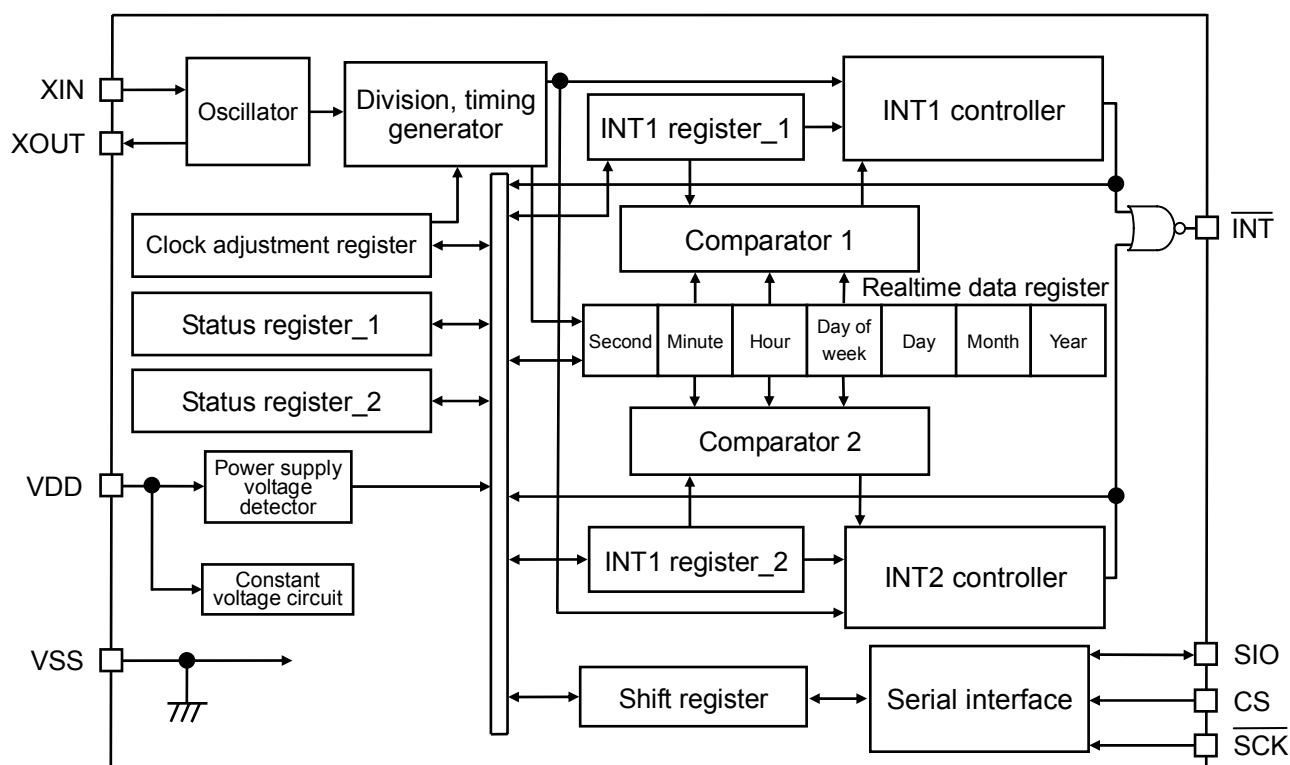 XIN
XOUT
Oscillator
Division, timing
generator
INT1 register_1
INT1 controller
Clock adjustment register
Comparator 1
INT
Realtime data register
Status register_1
Second
Minute
Hour
Day of
week
Day
Month
Year
Status register_2
Comparator 2
VDD
Power supply
voltage
detector
INT1 register_2
INT2 controller
Constant
voltage circuit
VSS
Shift register
Serial interface
SIO
CS
SCK